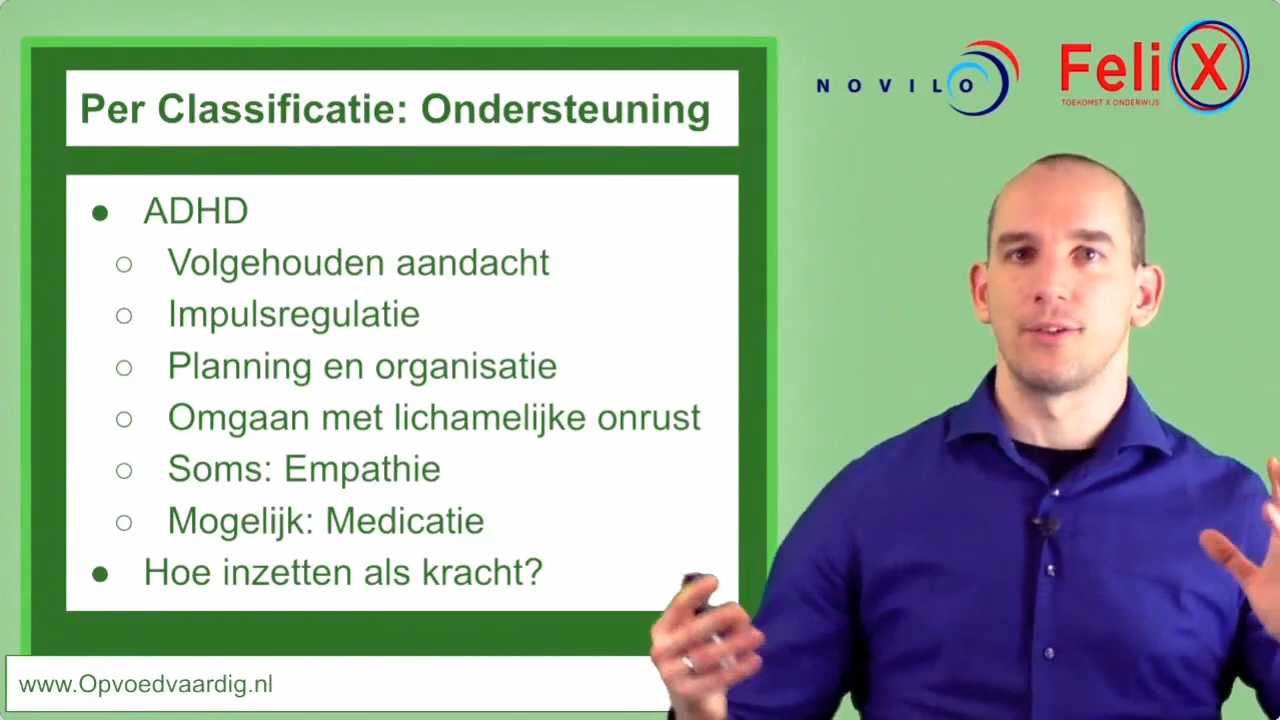 Per Classificatie: Ondersteuning
● ADHD
○ Volgehouden aandacht
○ Impulsregulatie
○ Planning en organisatie
○ Omgaan met lichamelijke onrust
○ Soms: Empathie
○ Mogelijk: Medicatie
● Hoe inzetten als kracht?
www.Opvoedvaardig.nl
NOVILO
FeliX
TOEKOMST X ONDERWIJS